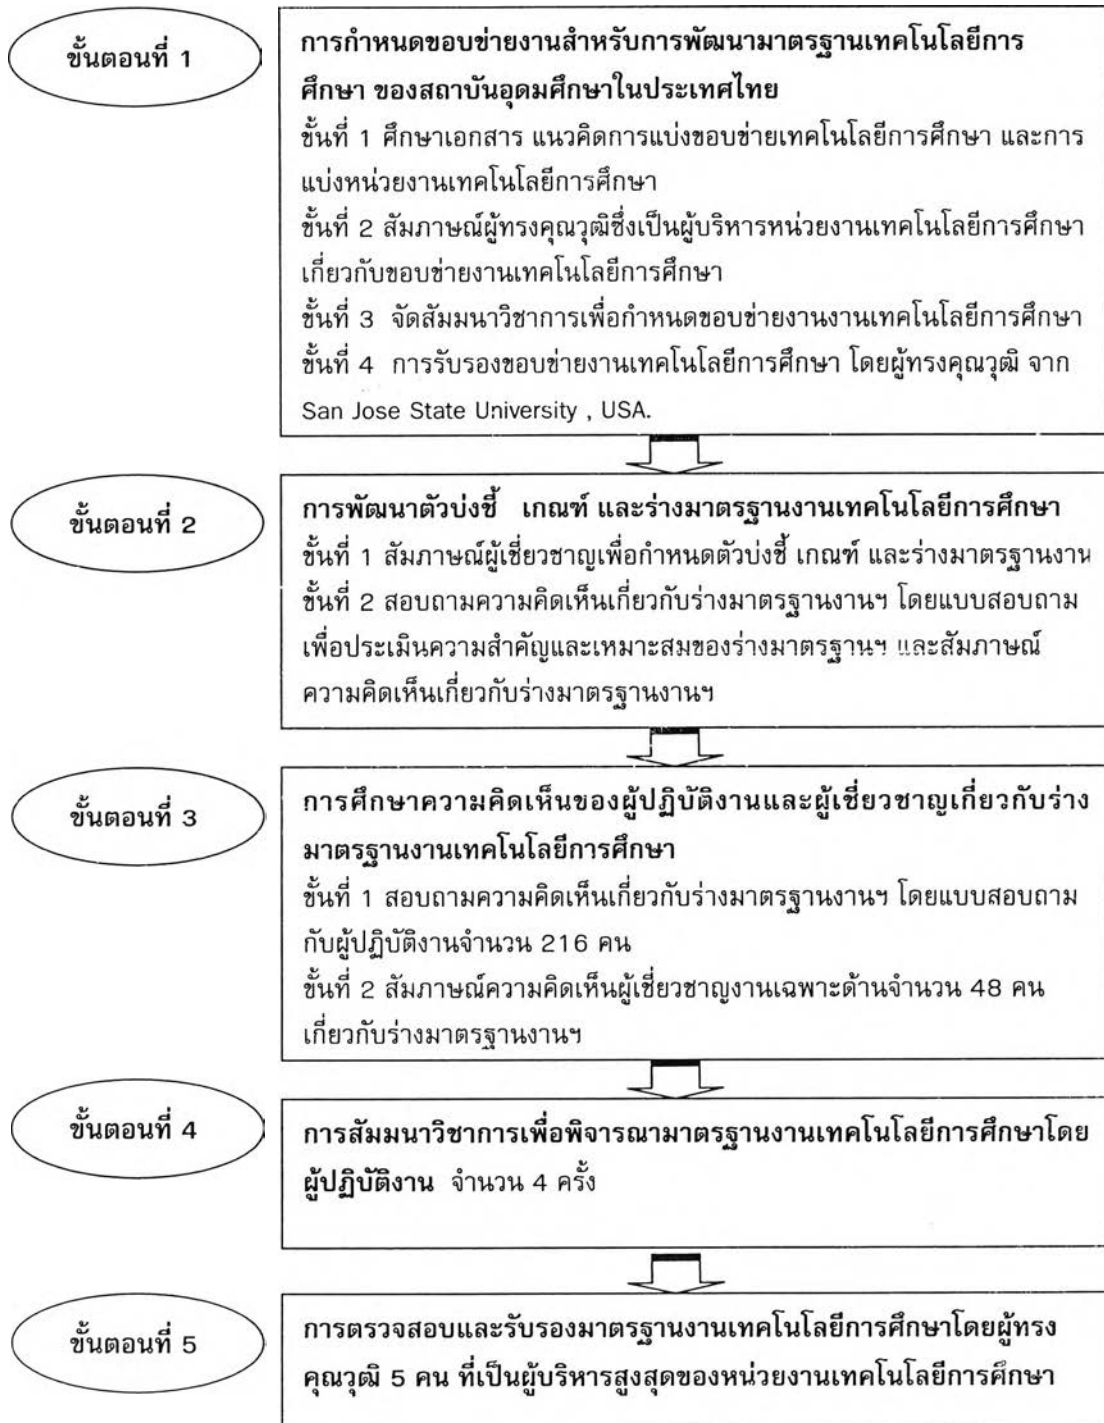 ขั้นตอนที่ 1
การกำหนดขอบข่ายงานสำหรับการพัฒนามาตรฐานเทคโนโลยีการ
ศึกษา ของสถาบันอุดมศึกษาในประเทศไทย
ขั้นที่ 1 ศึกษาเอกสาร แนวคิดการแบ่งขอบข่ายเทคโนโลยีการศึกษา และการ
แบ่งหน่วยงานเทคโนโลยีการศึกษา
ขั้นที่ 2 สัมภาษณ์ผู้ทรงคุณวุฒิซึ่งเป็นผู้บริหารหน่วยงานเทคโนโลยีการศึกษา
เกี่ยวกับขอบข่ายงานเทคโนโลยีการศึกษา
ขั้นที่ 3 จัดสัมมนาวิชาการเพื่อกำหนดขอบข่ายงานงานเทคโนโลยีการศึกษา
ขั้นที่ 4 การรับรองขอบข่ายงานเทคโนโลยีการศึกษา โดยผู้ทรงคุณวุฒิ จาก
San Jose State University , USA.
ขั้นตอนที่ 2
การพัฒนาตัวบ่งชี้ เกณฑ์ และร่างมาตรฐานงานเทคโนโลยีการศึกษา
ขั้นที่ 1 สัมภาษณ์ผู้เชี่ยวชาญเพื่อกำหนดตัวบ่งชี้ เกณฑ์ และร่างมาตรฐานงาน
ขั้นที่ 2 สอบถามความคิดเห็นเกี่ยวกับร่างมาตรฐานงานฯ โดยแบบสอบถาม
เพื่อประเมินความสำคัญและเหมาะสมของร่างมาตรฐานฯ และสัมภาษณ์
ความคิดเห็นเกี่ยวกับร่างมาตรฐานงานฯ
ขั้นตอนที่ 3
การศึกษาความคิดเห็นของผู้ปฏิบัติงานและผู้เชี่ยวชาญเกี่ยวกับร่าง
มาตรฐานงานเทคโนโลยีการศึกษา
ขั้นที่ 1 สอบถามความคิดเห็นเกี่ยวกับร่างมาตรฐานงานฯ โดยแบบสอบถาม
กับผู้ปฏิบัติงานจำนวน 216 คน
ขั้นที่ 2 สัมภาษณ์ความคิดเห็นผู้เชี่ยวชาญงานเฉพาะด้านจำนวน 48 คน
เกี่ยวกับร่างมาตรฐานงานฯ
ขั้นตอนที่ 4
การสัมมนาวิชาการเพื่อพิจารณามาตรฐานงานเทคโนโลยีการศึกษาโดย
ผู้ปฏิบัติงาน จำนวน 4 ครั้ง
ขั้นตอนที่ 5
การตรวจสอบและรับรองมาตรฐานงานเทคโนโลยีการศึกษาโดยผู้ทรง
คุณวุฒิ 5 คน ที่เป็นผู้บริหารสูงสุดของหน่วยงานเทคโนโลยีการศึกษา